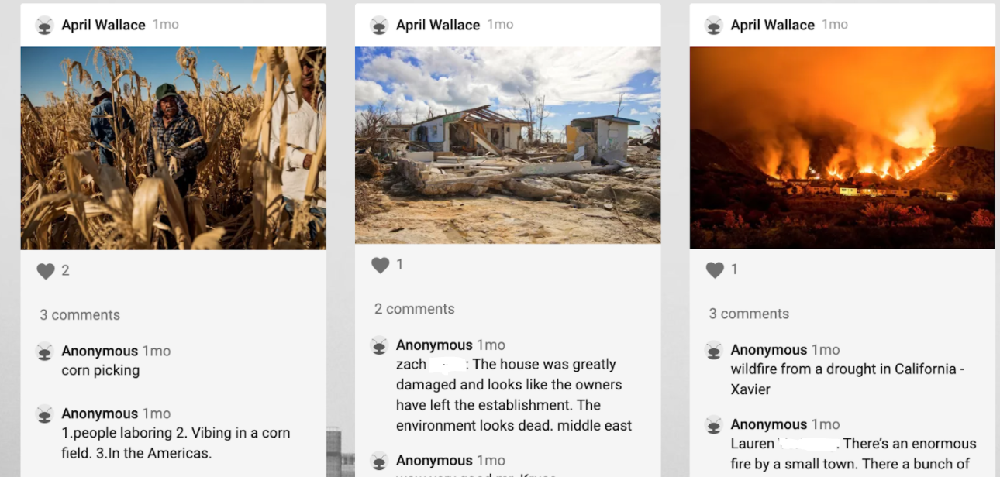 April Wallace 1mo
2
3 comments
Anonymous 1mo
corn picking
Anonymous 1mo
1.people laboring 2. Vibing in a corn
field. 3.In the Americas.
April Wallace 1mo
1
2 comments
Anonymous 1mo
zach : The house was greatly
damaged and looks like the owners
have left the establishment. The
environment looks dead. middle east
Anonymous 1mo
April Wallace 1mo
1
3 comments
Anonymous 1mo
wildfire from a drought in California -
Xavier
Anonymous 1mo
Lauren . There's an enormous
fire by a small town. There a bunch of